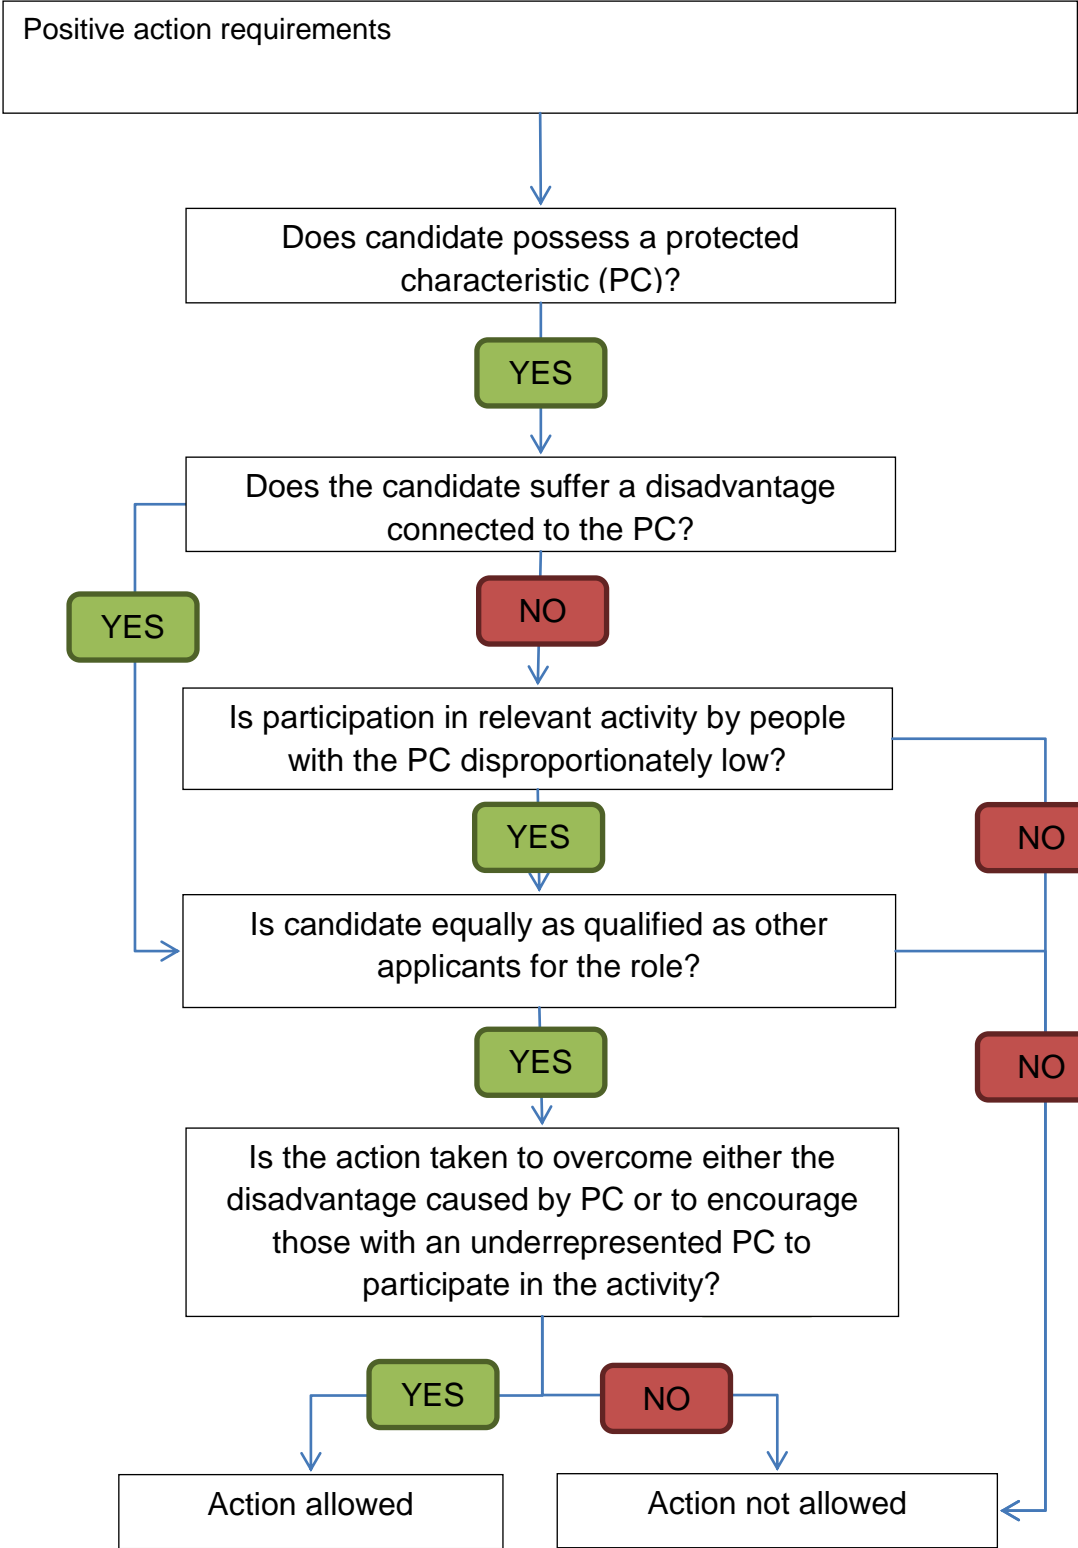 Positive action requirements
Does candidate possess a protected
characteristic (PC)?
YES
Does the candidate suffer a disadvantage
connected to the PC?
YES
NO
Is participation in relevant activity by people
with the PC disproportionately low?
YES
NO
Is candidate equally as qualified as other
applicants for the role?
YES
NO
Is the action taken to overcome either the
disadvantage caused by PC or to encourage
those with an underrepresented PC to
participate in the activity?
YES
NO
Action allowed
Action not allowed